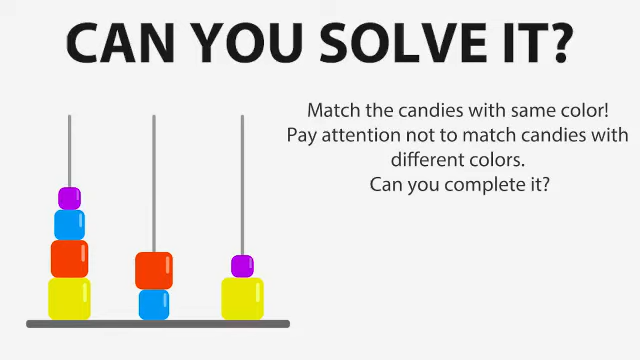 CAN YOU SOLVE IT?
Match the candies with same color!
Pay attention not to match candies with
different colors.
Can you complete it?